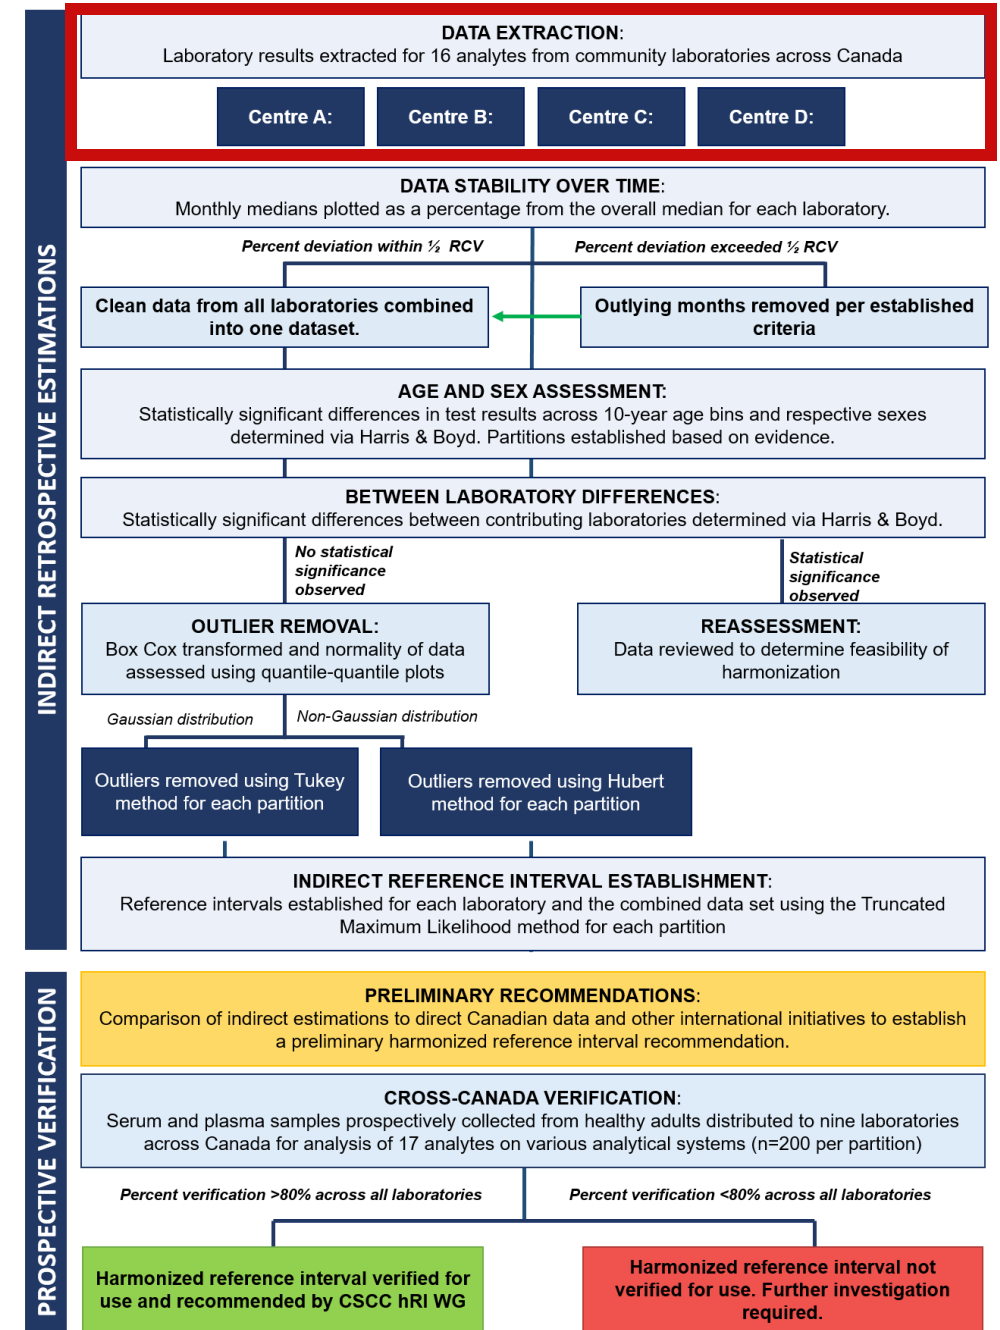 INDIRECT RETROSPECTIVE ESTIMATIONS
DATA EXTRACTION:
Laboratory results extracted for 16 analytes from community laboratories across Canada
Centre A:
Centre B:
Centre C:
Centre D:
DATA STABILITY OVER TIME:
Monthly medians plotted as a percentage from the overall median for each laboratory.
Percent deviation within ½ RCV
Percent deviation exceeded ½ RCV
Clean data from all laboratories combined
into one dataset.
Outlying months removed per established
criteria
AGE AND SEX ASSESSMENT:
Statistically significant differences in test results across 10-year age bins and respective sexes
determined via Harris & Boyd. Partitions established based on evidence.
BETWEEN LABORATORY DIFFERENCES:
Statistically significant differences between contributing laboratories determined via Harris & Boyd.
No statistical
significance
observed
Statistical
significance
observed
OUTLIER REMOVAL:
Box Cox transformed and normality of data
assessed using quantile-quantile plots
REASSESSMENT:
Data reviewed to determine feasibility of
harmonization
Gaussian distribution
Non-Gaussian distribution
Outliers removed using Tukey
method for each partition
Outliers removed using Hubert
method for each partition
INDIRECT REFERENCE INTERVAL ESTABLISHMENT:
Reference intervals established for each laboratory and the combined data set using the Truncated
Maximum Likelihood method for each partition
PROSPECTIVE VERIFICATION
PRELIMINARY RECOMMENDATIONS:
Comparison of indirect estimations to direct Canadian data and other international initiatives to establish
a preliminary harmonized reference interval recommendation.
CROSS-CANADA VERIFICATION:
Serum and plasma samples prospectively collected from healthy adults distributed to nine laboratories
across Canada for analysis of 17 analytes on various analytical systems (n=200 per partition)
Percent verification >80% across all laboratories
Percent verification <80% across all laboratories
Harmonized reference interval verified for
use and recommended by CSCC hRI WG
Harmonized reference interval not
verified for use. Further investigation
required.